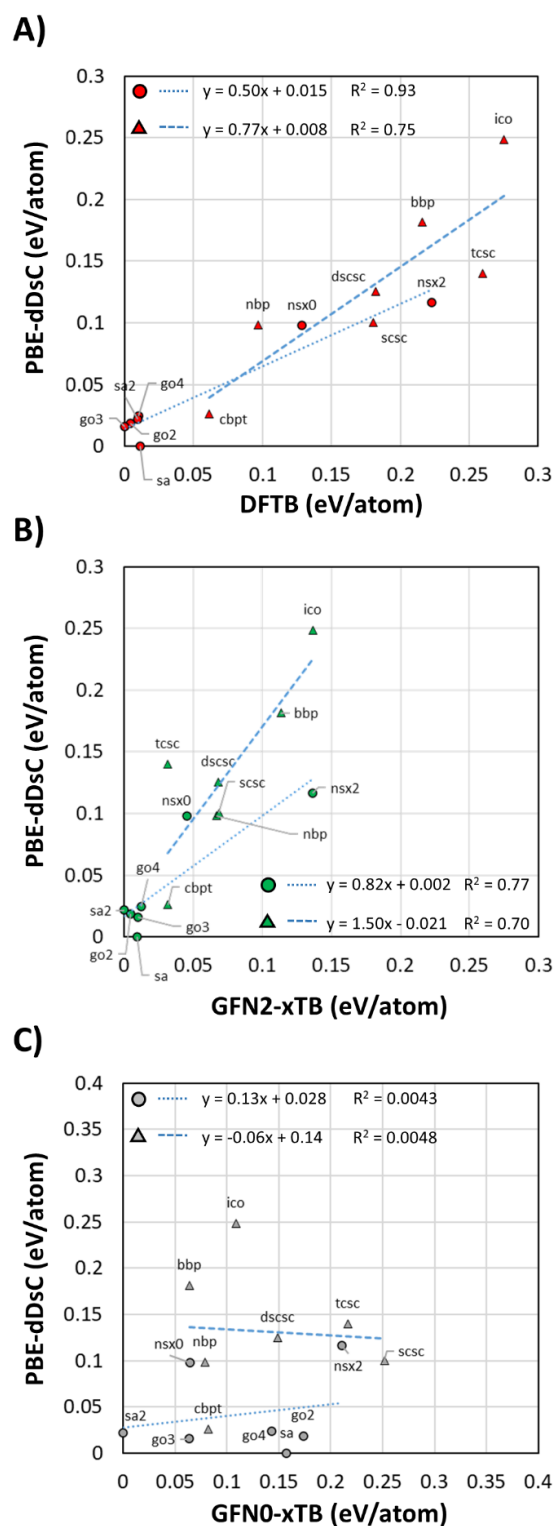 A)
0.3
y = 0.50x + 0.015 R² = 0.93
y = 0.77x + 0.008 R² = 0.75
ico
0.25
bbp
0.2
tcsc
0.15
dscsc
nsx2
nbp
nsx0
0.1
scsc
PBE-dDsC (eV/atom)
sa2
go4
0.05
go3
go2
cbpt
0
sa
0 0.05 0.1 0.15 0.2 0.25 0.3
DFTB (eV/atom)
B)
0.3
ico
0.25
bbp
0.2
tcsc
0.15
dscsc
scsc
nsx0
nsx2
0.1
nbp
PBE-dDsC (eV/atom)
go4
0.05
cbpt
y = 0.82x + 0.002 R² = 0.77
sa2
go3
y = 1.50x - 0.021 R² = 0.70
0
go2
sa
0 0.05 0.1 0.15 0.2 0.25 0.3
GFN2-xTB (eV/atom)
C)
0.4
y = 0.13x + 0.028 R² = 0.0043
0.35
y = -0.06x + 0.14 R² = 0.0048
0.3
ico
0.25
bbp
0.2
tcsc
0.15
dscsc
nsx0
nbp
nsx2
scsc
0.1
PBE-dDsC (eV/atom)
0.05
sa2
cbpt
go2
go3
go4
sa
0
0 0.05 0.1 0.15 0.2 0.25 0.3 0.35 0.4
GFN0-xTB (eV/atom)